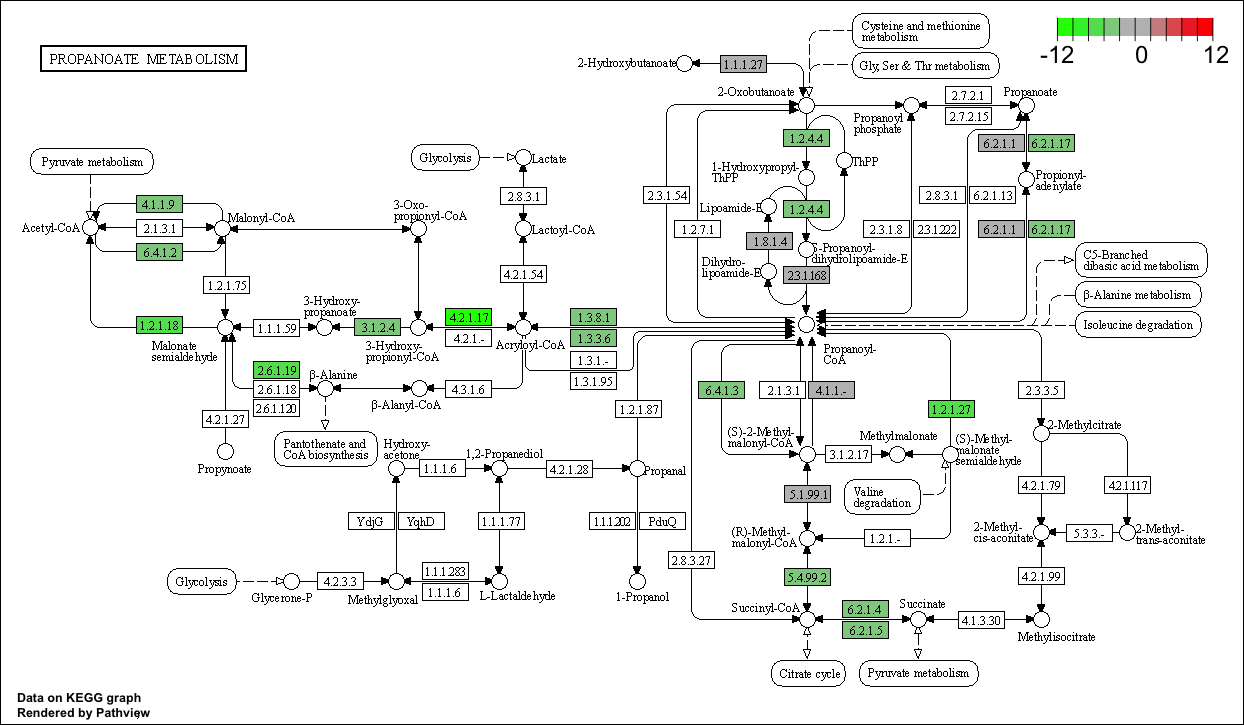 PROPANOATE METABOLISM
-12
0
12
Cysteine and methionine
metabolism
Gly, Ser & Thr metabolism
2-Hydroxybutanoate
1.1.1.27
2-Oxobutanoate
Propanoyl
phosphate
2.7.2.1
2.7.2.15
Propanoate
1.2.4.4
ThPP
6.2.1.1
6.2.1.17
1-Hydroxypropyl-
ThPP
Propionyl-
adenylate
2.3.1.54
1.2.7.1
Lipoamide-E
1.2.4.4
2.8.3.1
6.2.1.13
2.3.1.8
2.3.1.222
6.2.1.1
6.2.1.17
1.8.1.4
S-Propanoyl-
dihydrolipoamide-E
Dihydro-
lipoamide-E
2.3.1.168
C5-Branched
dibasic acid metabolism
β-Alanine metabolism
Isoleucine degradation
Pyruvate metabolism
Glycolysis
Lactate
2.8.3.1
Lactoyl-CoA
4.2.1.54
4.1.1.9
2.1.3.1
6.4.1.2
Acetyl-CoA
Malonyl-CoA
3-Oxo-
propionyl-CoA
1.2.1.75
3-Hydroxy-
propanoate
1.2.1.18
Malonate
semialdehyde
1.1.1.59
3.1.2.4
3-Hydroxy-
propionyl-CoA
4.2.1.17
4.2.1.-
Acryloyl-CoA
1.3.8.1
1.3.3.6
1.3.1.-
1.3.1.95
Propanoyl-
CoA
2.6.1.19
2.6.1.18
2.6.1.120
β-Alanine
β-Alanyl-CoA
4.3.1.6
4.2.1.27
Propynoate
Pantothenate and
CoA biosynthesis
Hydroxy-
acetone
1.1.1.6
1,2-Propanediol
4.2.1.28
1.2.1.87
Propanal
YdjG
YqhD
1.1.1.77
1.1.1.202
PduQ
Glycolysis
Glycerone-P
4.2.3.3
Methylglyoxal
1.1.1.283
1.1.1.6
L-Lactaldehyde
1-Propanol
6.4.1.3
2.1.3.1
4.1.1.-
1.2.1.27
2.3.3.5
(S)-2-Methyl-
malonyl-CoA
3.1.2.17
Methylmalonate
(S)-Methyl-
malonate
semialdehyde
2-Methylcitrate
5.1.99.1
Valine
degradation
4.2.1.79
4.2.1.117
(R)-Methyl-
malonyl-CoA
1.2.1.-
2-Methyl-
cis-aconitate
5.3.3.-
2-Methyl-
trans-aconitate
2.8.3.27
5.4.99.2
4.2.1.99
Succinyl-CoA
6.2.1.4
6.2.1.5
Succinate
4.1.3.30
Methylisocitrate
Citrate cycle
Pyruvate metabolism
Data on KEGG graph
Rendered by Pathview